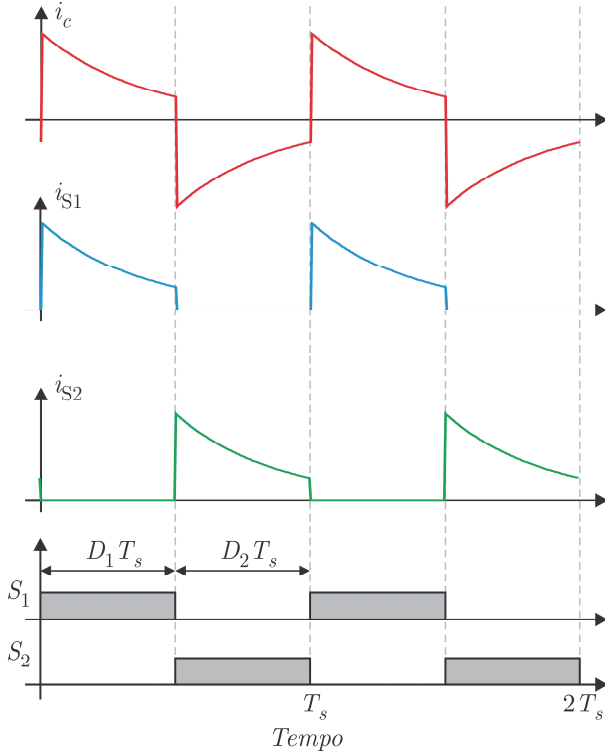 i_c
i_S1
i_S2
D_1 T_s D_2 T_s
S_1
S_2
T_s 2 T_s
Tempo